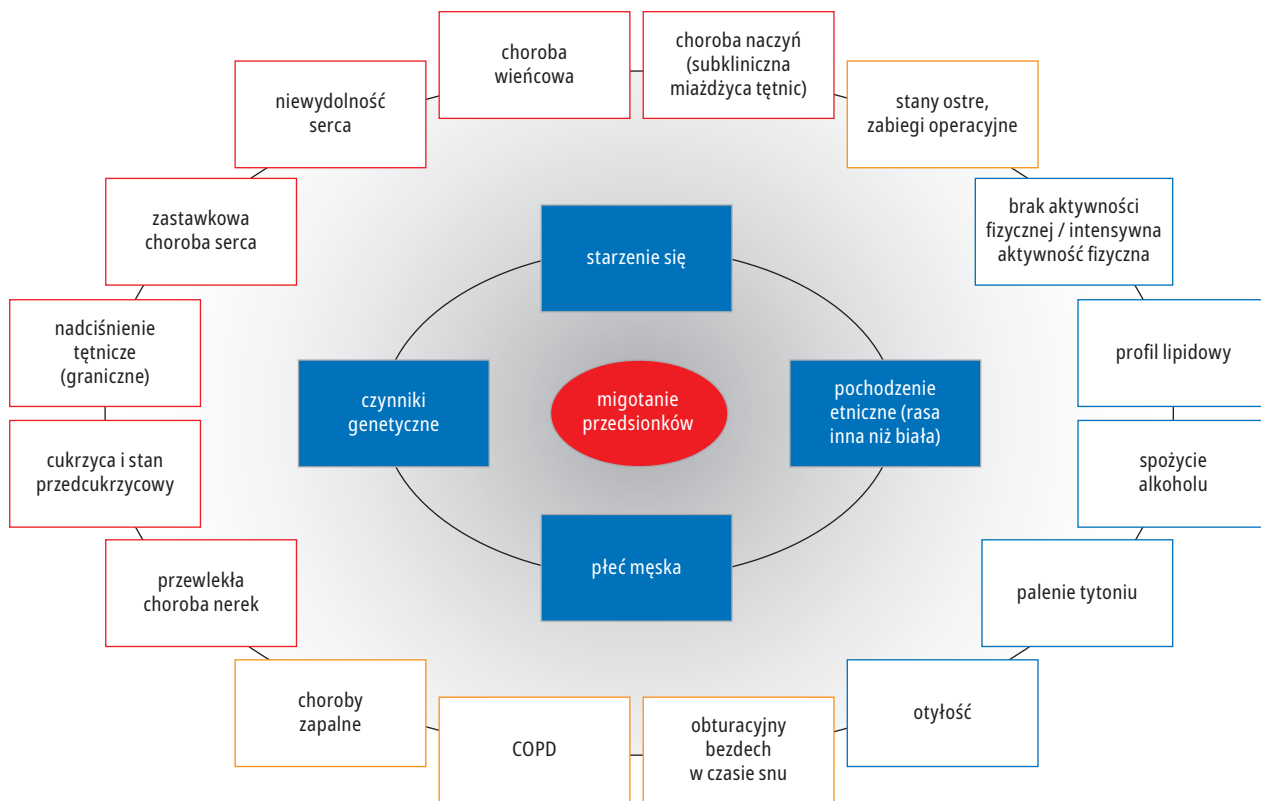 choroba
wieńcowa
choroba naczyń
(subkliniczna
miażdżyca tętnic)
stany ostre,
zabiegi operacyjne
brak aktywności
fizycznej / intensywna
aktywność fizyczna
profil lipidowy
spożycie
alkoholu
palenie tytoniu
otyłość
obturacyjny
bezdech
w czasie snu
COPD
choroby
zapalne
przewlekła
choroba nerek
cukrzyca i stan
przedcukrzycowy
nadciśnienie
tętnicze
(graniczne)
zastawkowa
choroba serca
niewydolność
serca
starzenie się
pochodzenie
etniczne (rasa
inna niż biała)
płeć męska
czynniki
genetyczne
migotanie
przedsionków